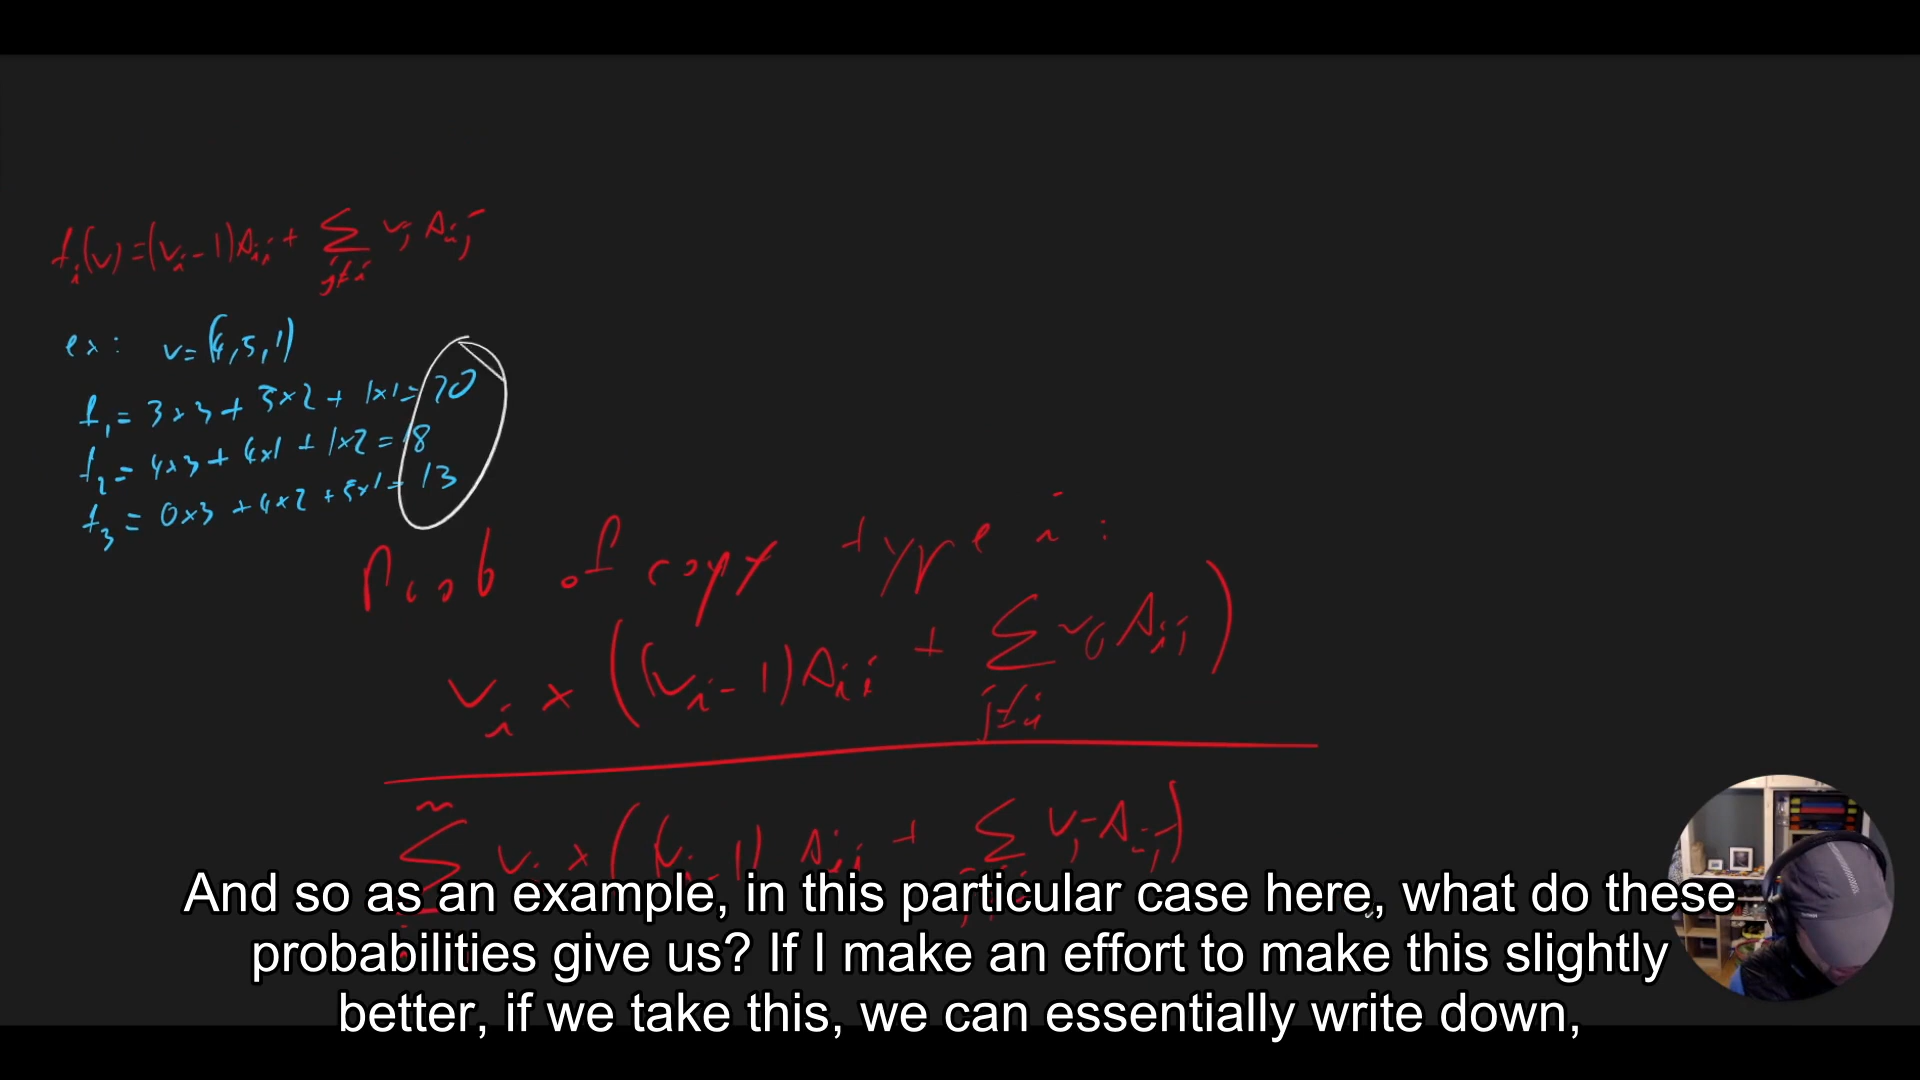 f_i(v)=(v_i-1)A_ii+ Σ_{j≠i} v_j A_ij
ex: v=(4,5,1)
f_1= 3×3+ 5×2+ 1×1= 20
f_2= 4×3+ 4×1 + 1×2 = 18
f_3= 0×3 +4×2 +5×1= 13
Prob of copy type i:
v_i × ((v_i-1)A_ii + Σ_{j≠i} v_j A_ij)
And so as an example, in this particular case here, what do these
probabilities give us? If I make an effort to make this slightly
better, if we take this, we can essentially write down,